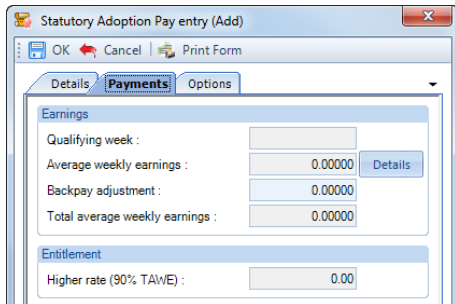 Statutory Adoption Pay entry (Add)
OK Cancel Print Form
Details Payments Options
Earnings
Qualifying week :
Average weekly earnings : 0.00000 Details
Backpay adjustment : 0.00000
Total average weekly earnings : 0.00000
Entitlement
Higher rate (90% TAWE) : 0.00